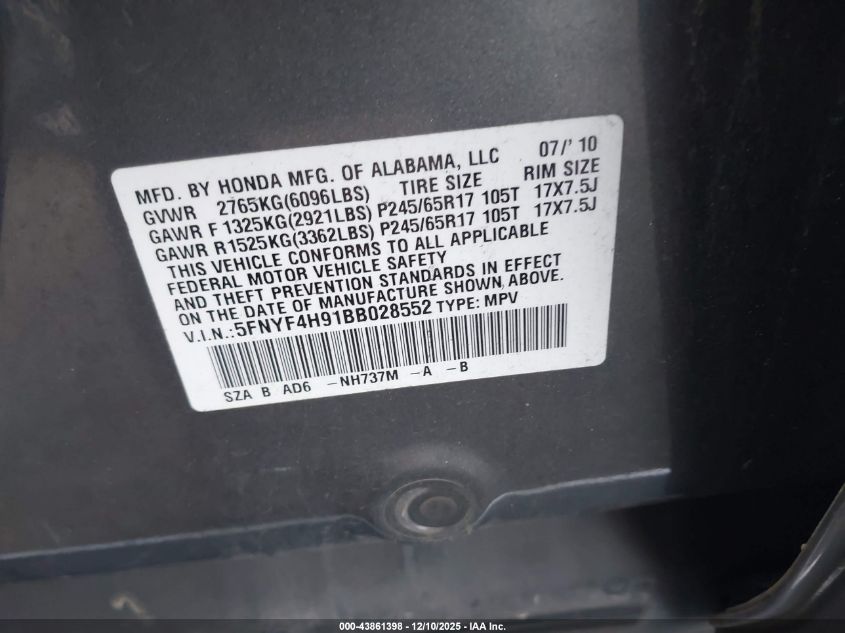 MFD. BY HONDA MFG. OF ALABAMA, LLC 07/'10
GVWR 2765KG(6096LBS) TIRE SIZE RIM SIZE
GAWR F 1325KG(2921LBS) P245/65R17 105T 17X7.5J
GAWR R1525KG(3362LBS) P245/65R17 105T 17X7.5J
THIS VEHICLE CONFORMS TO ALL APPLICABLE
FEDERAL MOTOR VEHICLE SAFETY
AND THEFT PREVENTION STANDARDS IN EFFECT
ON THE DATE OF MANUFACTURE SHOWN ABOVE.
V.I.N.:5FNYF4H91BB028552 TYPE: MPV
SZA B AD6 -NH737M -A -B
000-43861398 - 12/10/2025 - IAA Inc.